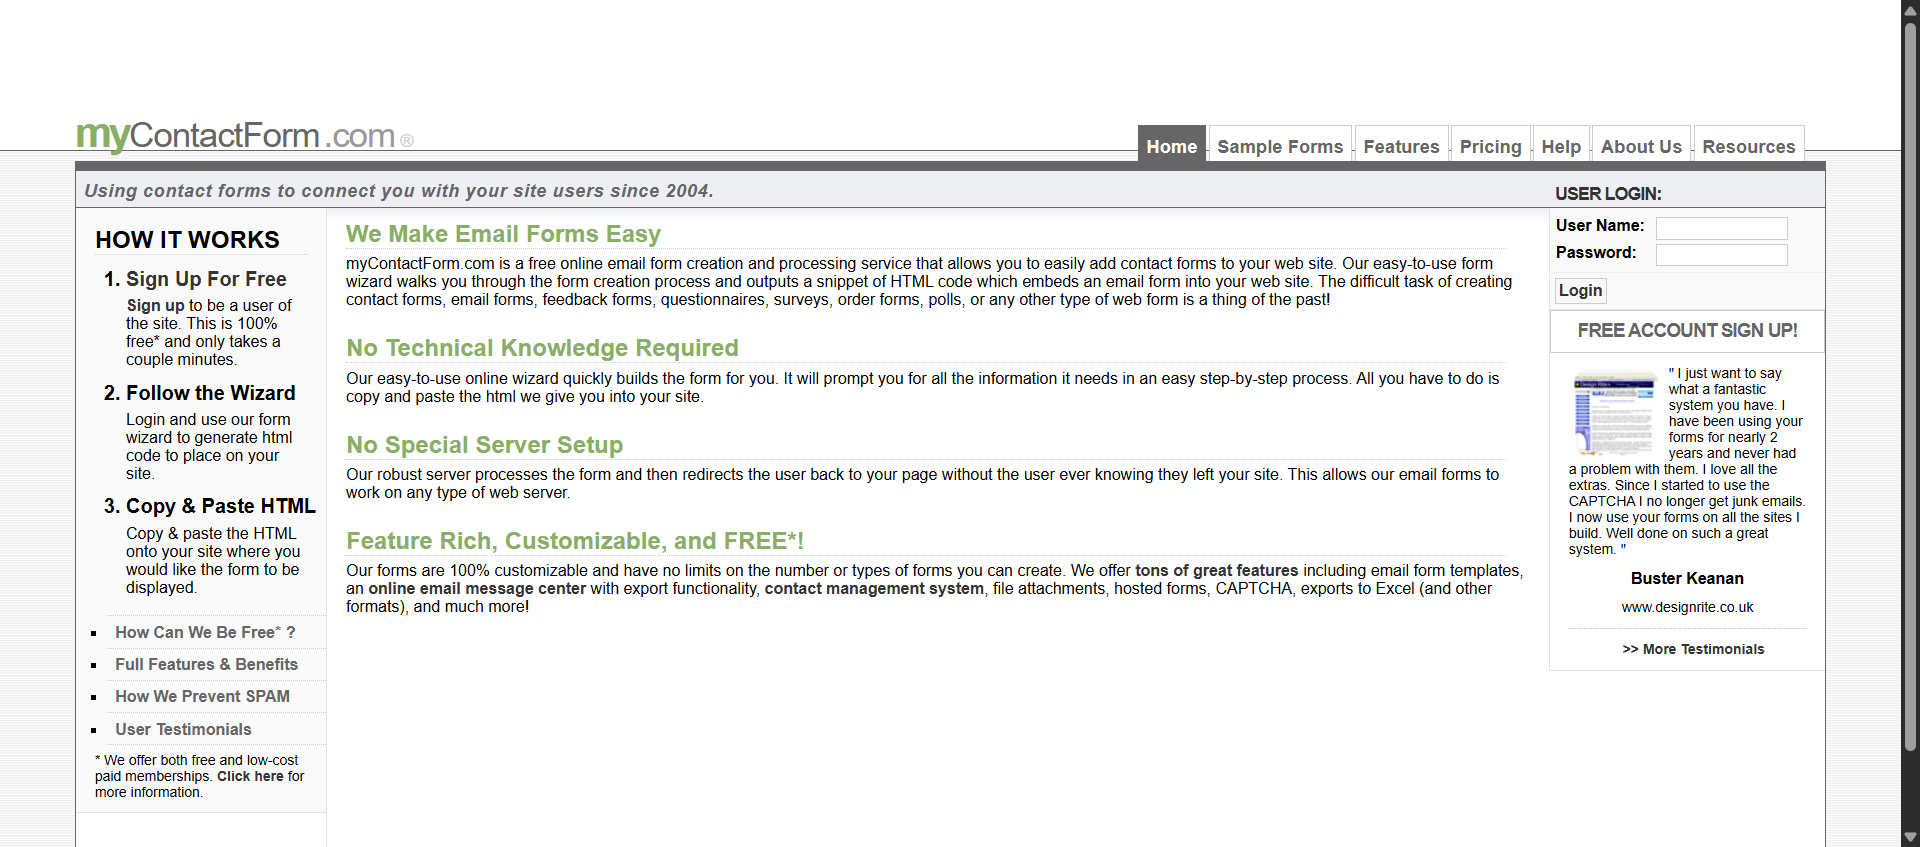 myContactForm.com®
Home
Sample Forms
Features
Pricing
Help
About Us
Resources
Using contact forms to connect you with your site users since 2004.
HOW IT WORKS
1. Sign Up For Free
Sign up to be a user of
the site. This is 100%
free* and only takes a
couple minutes.
2. Follow the Wizard
Login and use our form
wizard to generate html
code to place on your
site.
3. Copy & Paste HTML
Copy & paste the HTML
onto your site where you
would like the form to be
displayed.
How Can We Be Free* ?
Full Features & Benefits
How We Prevent SPAM
User Testimonials
* We offer both free and low-cost
paid memberships. Click here for
more information.
We Make Email Forms Easy
myContactForm.com is a free online email form creation and processing service that allows you to easily add contact forms to your web site. Our easy-to-use form
wizard walks you through the form creation process and outputs a snippet of HTML code which embeds an email form into your web site. The difficult task of creating
contact forms, email forms, feedback forms, questionnaires, surveys, order forms, polls, or any other type of web form is a thing of the past!
No Technical Knowledge Required
Our easy-to-use online wizard quickly builds the form for you. It will prompt you for all the information it needs in an easy step-by-step process. All you have to do is
copy and paste the html we give you into your site.
No Special Server Setup
Our robust server processes the form and then redirects the user back to your page without the user ever knowing they left your site. This allows our email forms to
work on any type of web server.
Feature Rich, Customizable, and FREE*!
Our forms are 100% customizable and have no limits on the number or types of forms you can create. We offer tons of great features including email form templates,
an online email message center with export functionality, contact management system, file attachments, hosted forms, CAPTCHA, exports to Excel (and other
formats), and much more!
USER LOGIN:
User Name:
Password:
Login
FREE ACCOUNT SIGN UP!
" I just want to say
what a fantastic
system you have. I
have been using your
forms for nearly 2
years and never had
a problem with them. I love all the
extras. Since I started to use the
CAPTCHA I no longer get junk emails.
I now use your forms on all the sites I
build. Well done on such a great
system. "
Buster Keanan
www.designrite.co.uk
>> More Testimonials